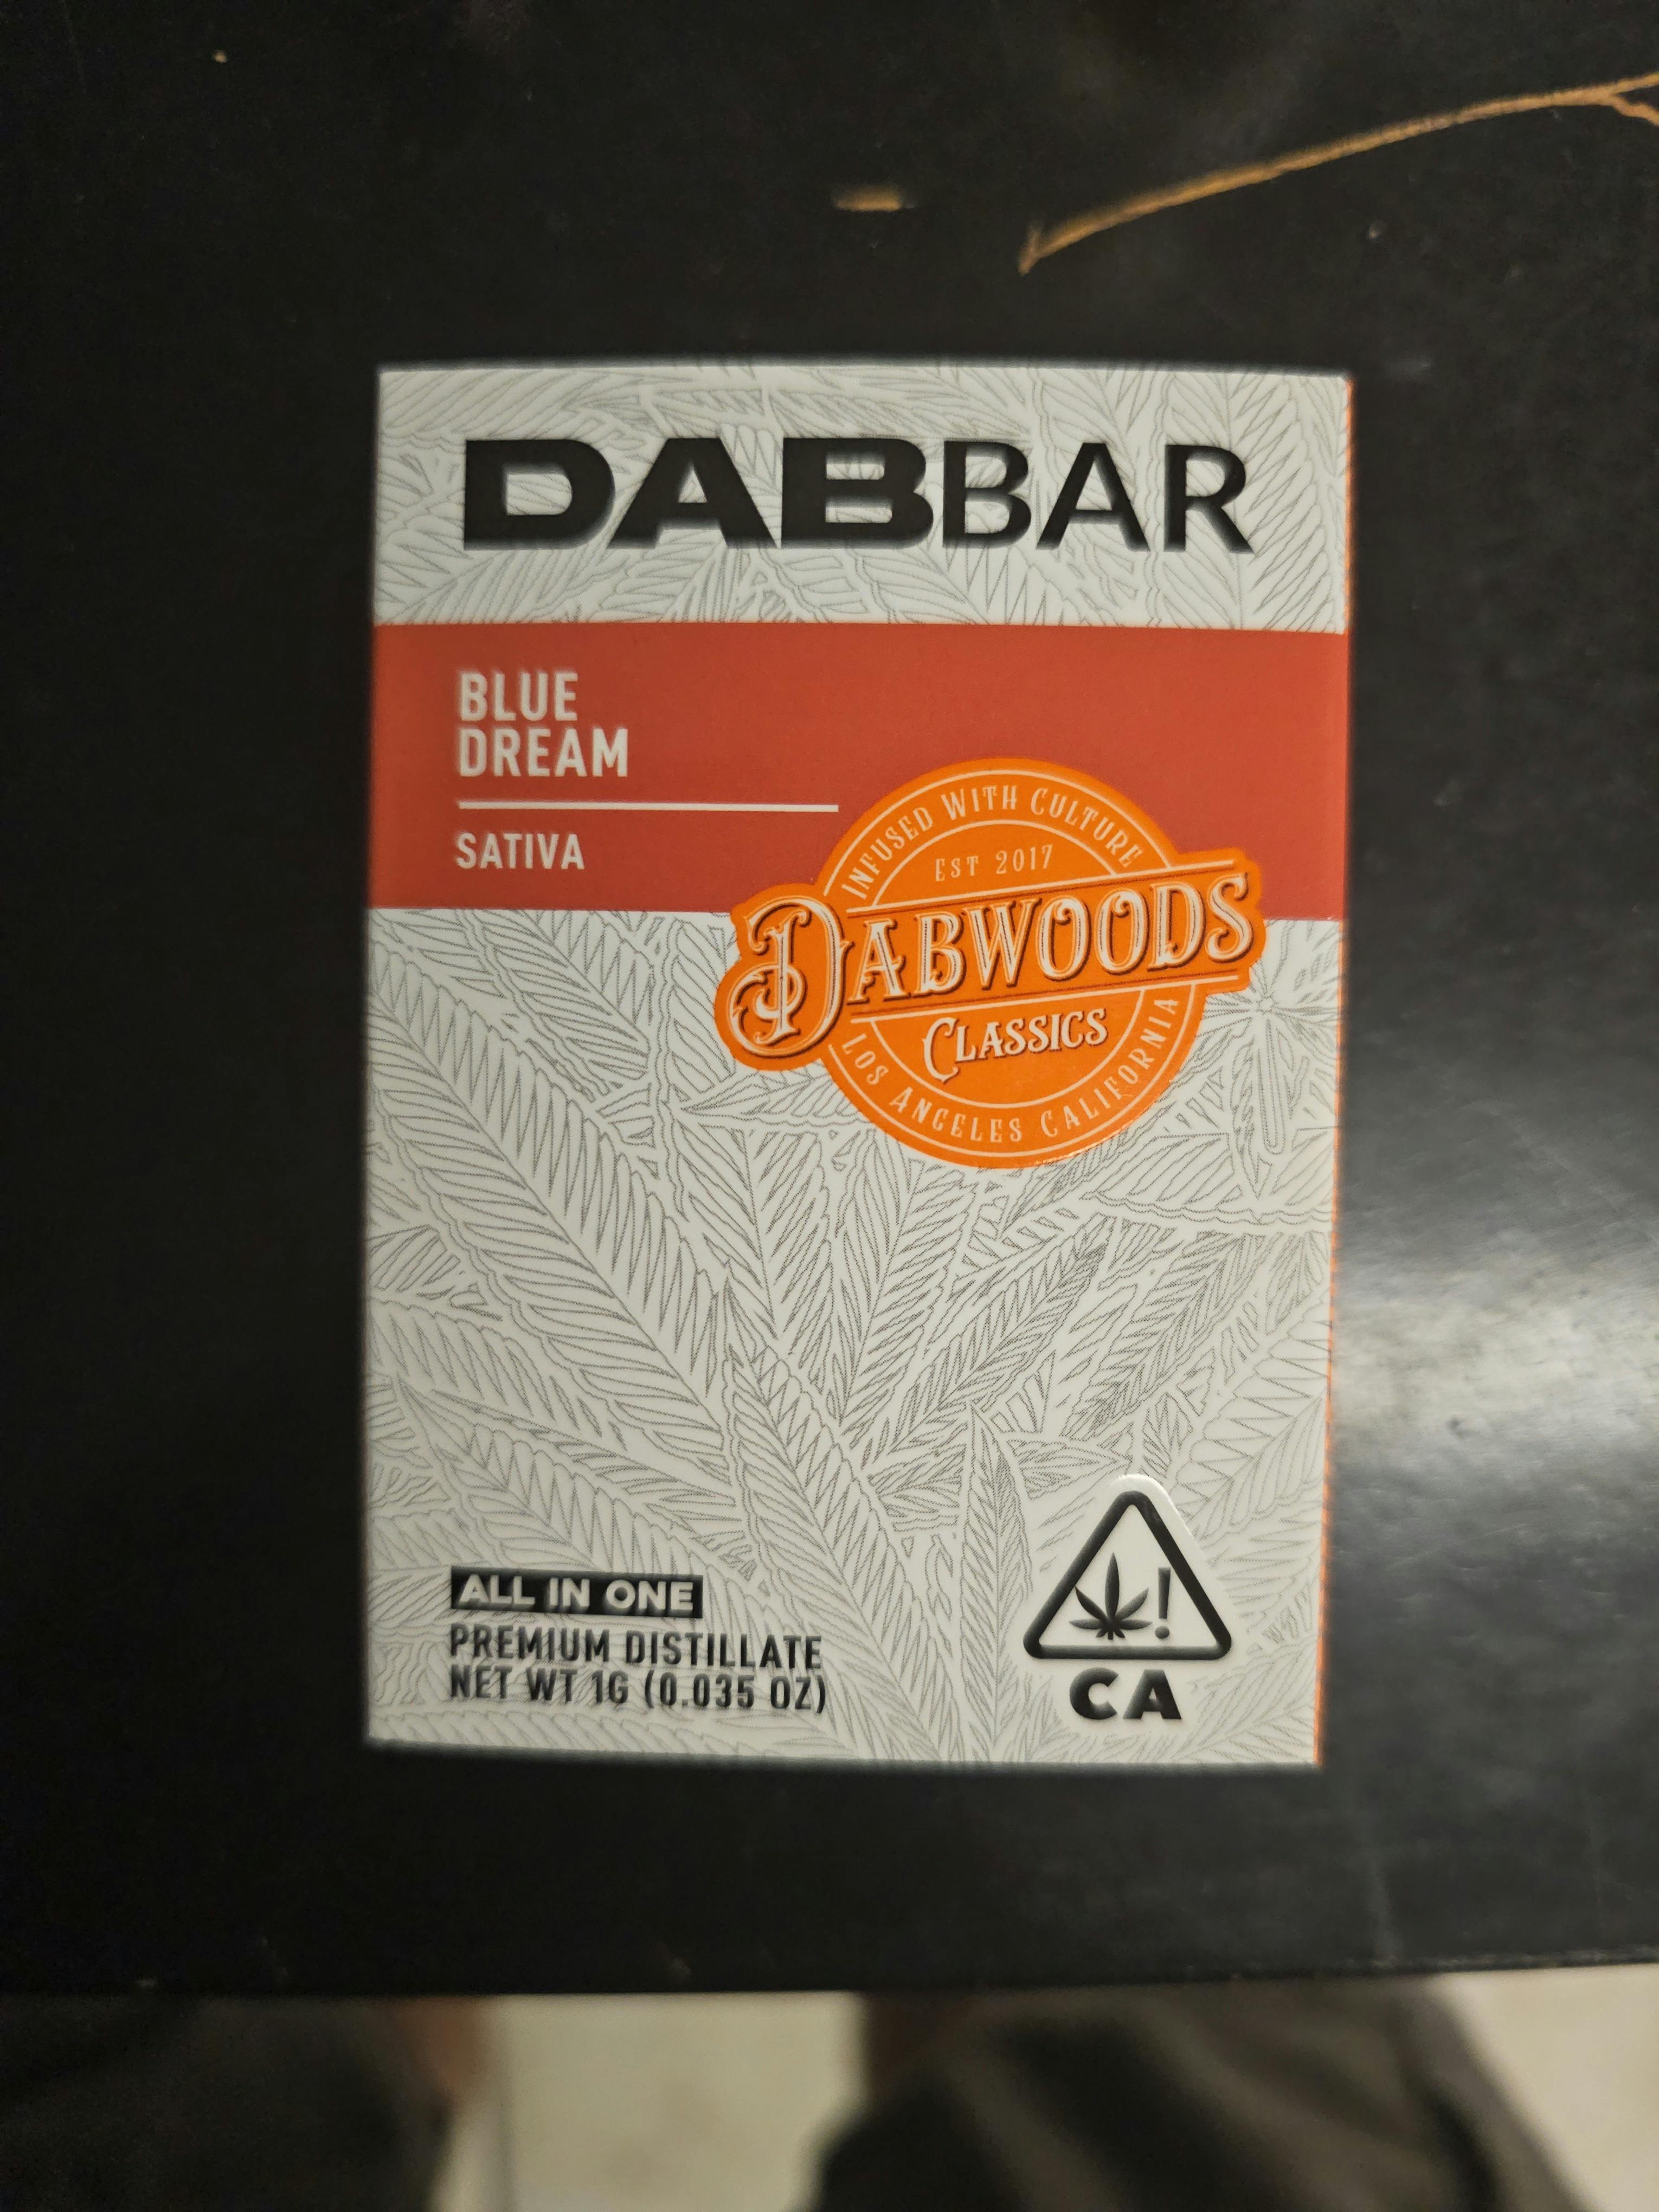 DABBAR
BLUE
DREAM
SATIVA
INFUSED WITH CULTURE
EST 2017
DABWOODS
CLASSICS
LOS ANGELES CALIFORNIA
ALL IN ONE
PREMIUM DISTILLATE
NET WT 1G (0.035 OZ)
!
CA